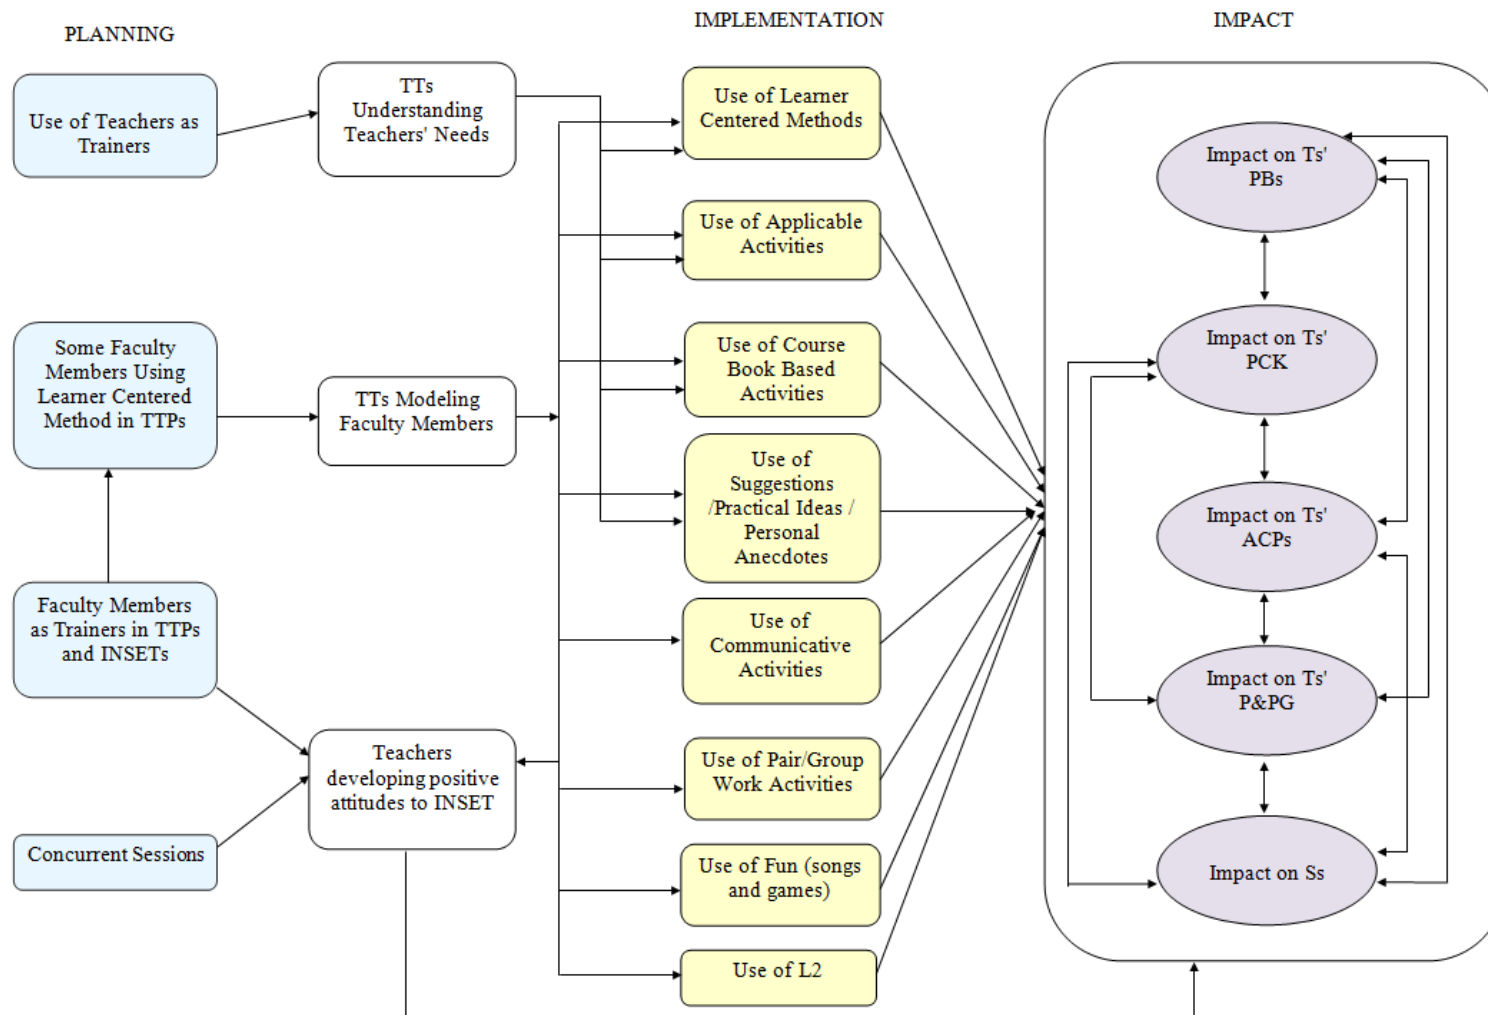 PLANNING
IMPLEMENTATION
IMPACT
Use of Teachers as
Trainers
Some Faculty
Members Using
Learner Centered
Method in TTPs
Faculty Members
as Trainers in TTPs
and INSETs
Concurrent Sessions
TTs
Understanding
Teachers' Needs
TTs Modeling
Faculty Members
Teachers
developing positive
attitudes to INSET
Use of Learner
Centered Methods
Use of Applicable
Activities
Use of Course
Book Based
Activities
Use of
Suggestions
/Practical Ideas /
Personal
Anecdotes
Use of
Communicative
Activities
Use of Pair/Group
Work Activities
Use of Fun (songs
and games)
Use of L2
Impact on Ts'
PBs
Impact on Ts'
PCK
Impact on Ts'
ACPs
Impact on Ts'
P&PG
Impact on Ss